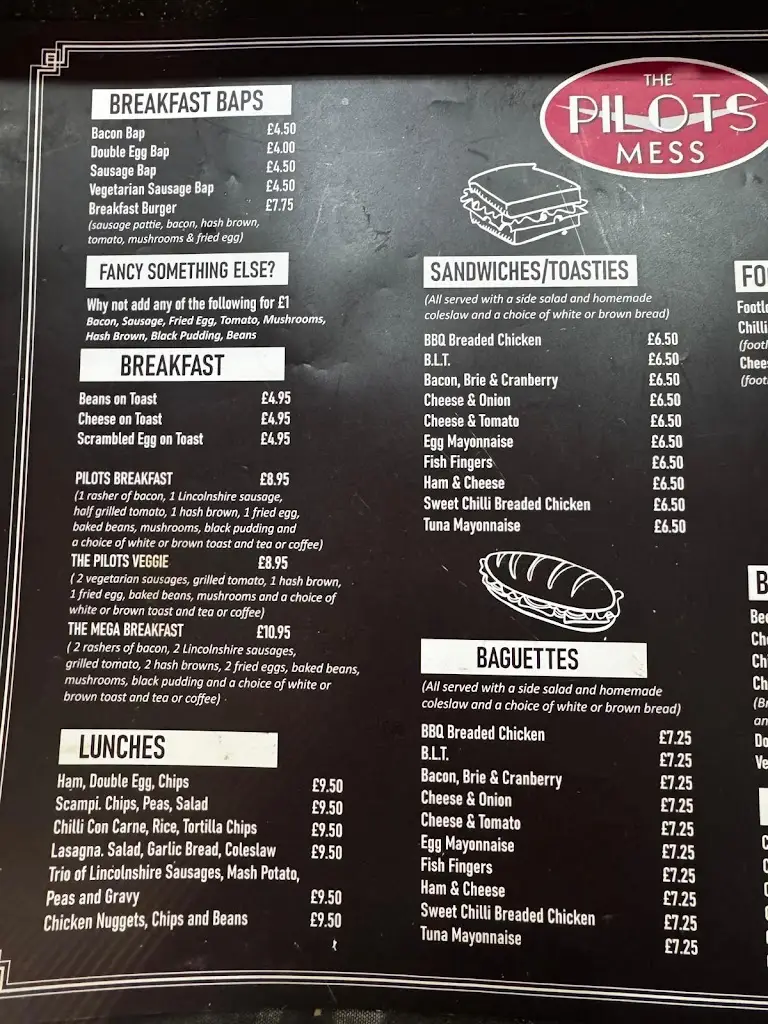 THE
PILOTS
MESS
BREAKFAST BAPS
Bacon Bap £4.50
Double Egg Bap £4.00
Sausage Bap £4.50
Vegetarian Sausage Bap £4.50
Breakfast Burger £7.75
(sausage pattie, bacon, hash brown,
tomato, mushrooms & fried egg)
FANCY SOMETHING ELSE?
Why not add any of the following for £1
Bacon, Sausage, Fried Egg, Tomato, Mushrooms,
Hash Brown, Black Pudding, Beans
BREAKFAST
Beans on Toast £4.95
Cheese on Toast £4.95
Scrambled Egg on Toast £4.95
PILOTS BREAKFAST £8.95
(1 rasher of bacon, 1 Lincolnshire sausage,
half grilled tomato, 1 hash brown, 1 fried egg,
baked beans, mushrooms, black pudding and
a choice of white or brown toast and tea or coffee)
THE PILOTS VEGGIE £8.95
( 2 vegetarian sausages, grilled tomato, 1 hash brown,
1 fried egg, baked beans, mushrooms and a choice of
white or brown toast and tea or coffee)
THE MEGA BREAKFAST £10.95
( 2 rashers of bacon, 2 Lincolnshire sausages,
grilled tomato, 2 hash browns, 2 fried eggs, baked beans,
mushrooms, black pudding and a choice of white or
brown toast and tea or coffee)
LUNCHES
Ham, Double Egg, Chips £9.50
Scampi. Chips, Peas, Salad £9.50
Chilli Con Carne, Rice, Tortilla Chips £9.50
Lasagna. Salad, Garlic Bread, Coleslaw £9.50
Trio of Lincolnshire Sausages, Mash Potato,
Peas and Gravy £9.50
Chicken Nuggets, Chips and Beans £9.50
SANDWICHES/TOASTIES
(All served with a side salad and homemade
coleslaw and a choice of white or brown bread)
BBQ Breaded Chicken £6.50
B.L.T. £6.50
Bacon, Brie & Cranberry £6.50
Cheese & Onion £6.50
Cheese & Tomato £6.50
Egg Mayonnaise £6.50
Fish Fingers £6.50
Ham & Cheese £6.50
Sweet Chilli Breaded Chicken £6.50
Tuna Mayonnaise £6.50
BAGUETTES
(All served with a side salad and homemade
coleslaw and a choice of white or brown bread)
BBQ Breaded Chicken £7.25
B.L.T. £7.25
Bacon, Brie & Cranberry £7.25
Cheese & Onion £7.25
Cheese & Tomato £7.25
Egg Mayonnaise £7.25
Fish Fingers £7.25
Ham & Cheese £7.25
Sweet Chilli Breaded Chicken £7.25
Tuna Mayonnaise £7.25
Chilli